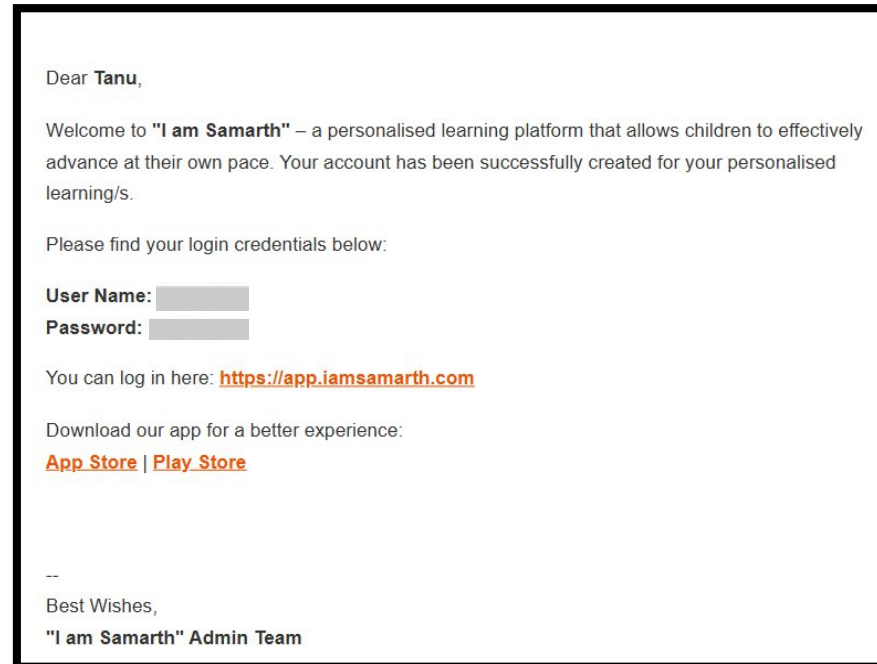 Dear Tanu,
Welcome to "I am Samarth" – a personalised learning platform that allows children to effectively
advance at their own pace. Your account has been successfully created for your personalised
learning/s.
Please find your login credentials below:
User Name:
Password:
You can log in here: https://app.iamsamarth.com
Download our app for a better experience:
App Store | Play Store
--
Best Wishes,
"I am Samarth" Admin Team